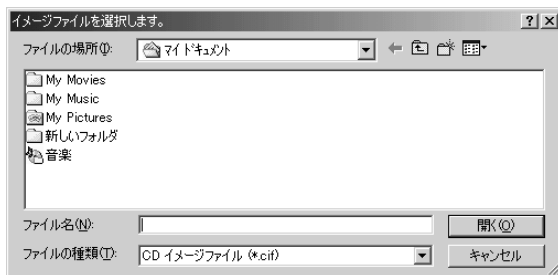 イメージファイルを選択します。
ファイルの場所(I):
マイ ドキュメント
My Movies
My Music
My Pictures
新しいフォルダ
音楽
ファイル名(N):
開く(O)
ファイルの種類(T):
CD イメージファイル (*.cif)
キャンセル